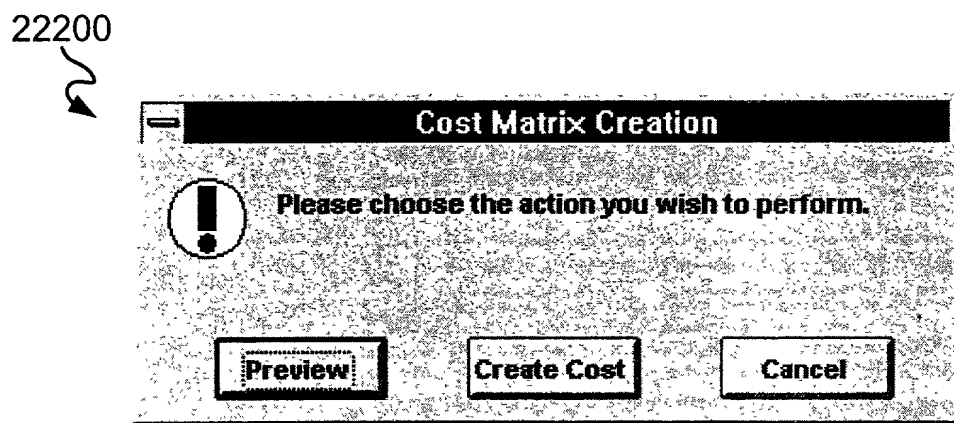 22200
Cost Matrix Creation
Please choose the action you wish to perform.
Preview Create Cost Cancel